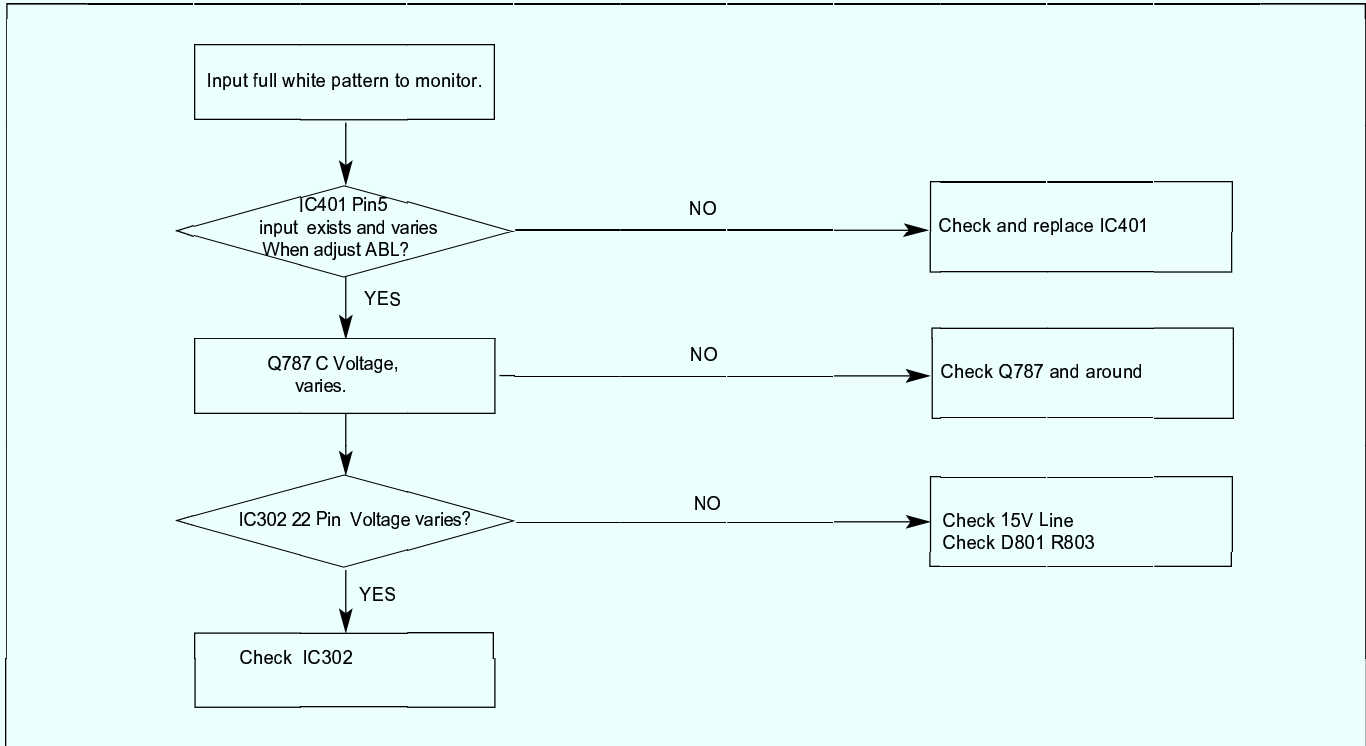 Input full white pattern to monitor.
IC401 Pin5
input exists and varies
When adjust ABL?
NO
Check and replace IC401
YES
Q787 C Voltage,
varies.
NO
Check Q787 and around
IC302 22 Pin Voltage varies?
NO
Check 15V Line
Check D801 R803
YES
Check IC302